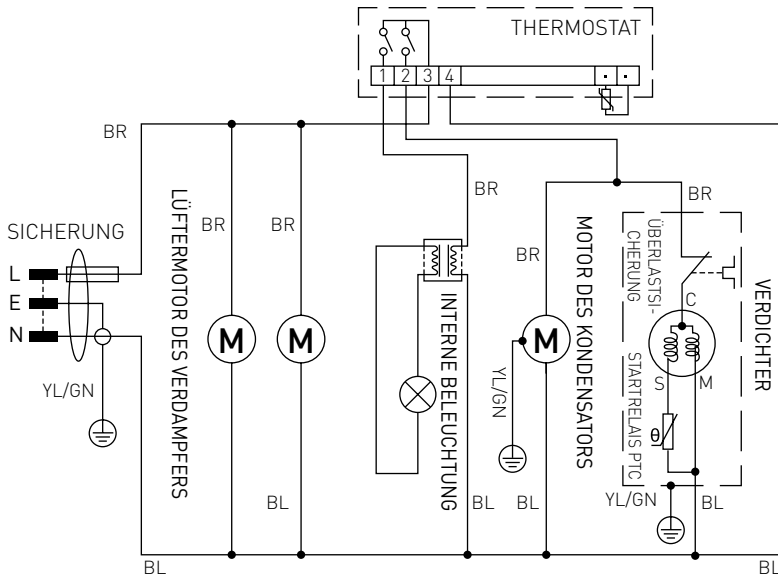 THERMOSTAT
1 2 3 4
BR
BR
BR
BR
BR
BR
SICHERUNG
L
E
N
YL/GN
LÜFTERMOTOR DES VERDAMPFERS
M
M
BL
BL
INTERNE BELEUCHTUNG
BL
M
YL/GN
BL
MOTOR DES KONDENSATORS
ÜBERLASTSI-
CHERUNG
C
S
M
STARTRELAIS PTC
θ
YL/GN
BL
VERDICHTER
BL